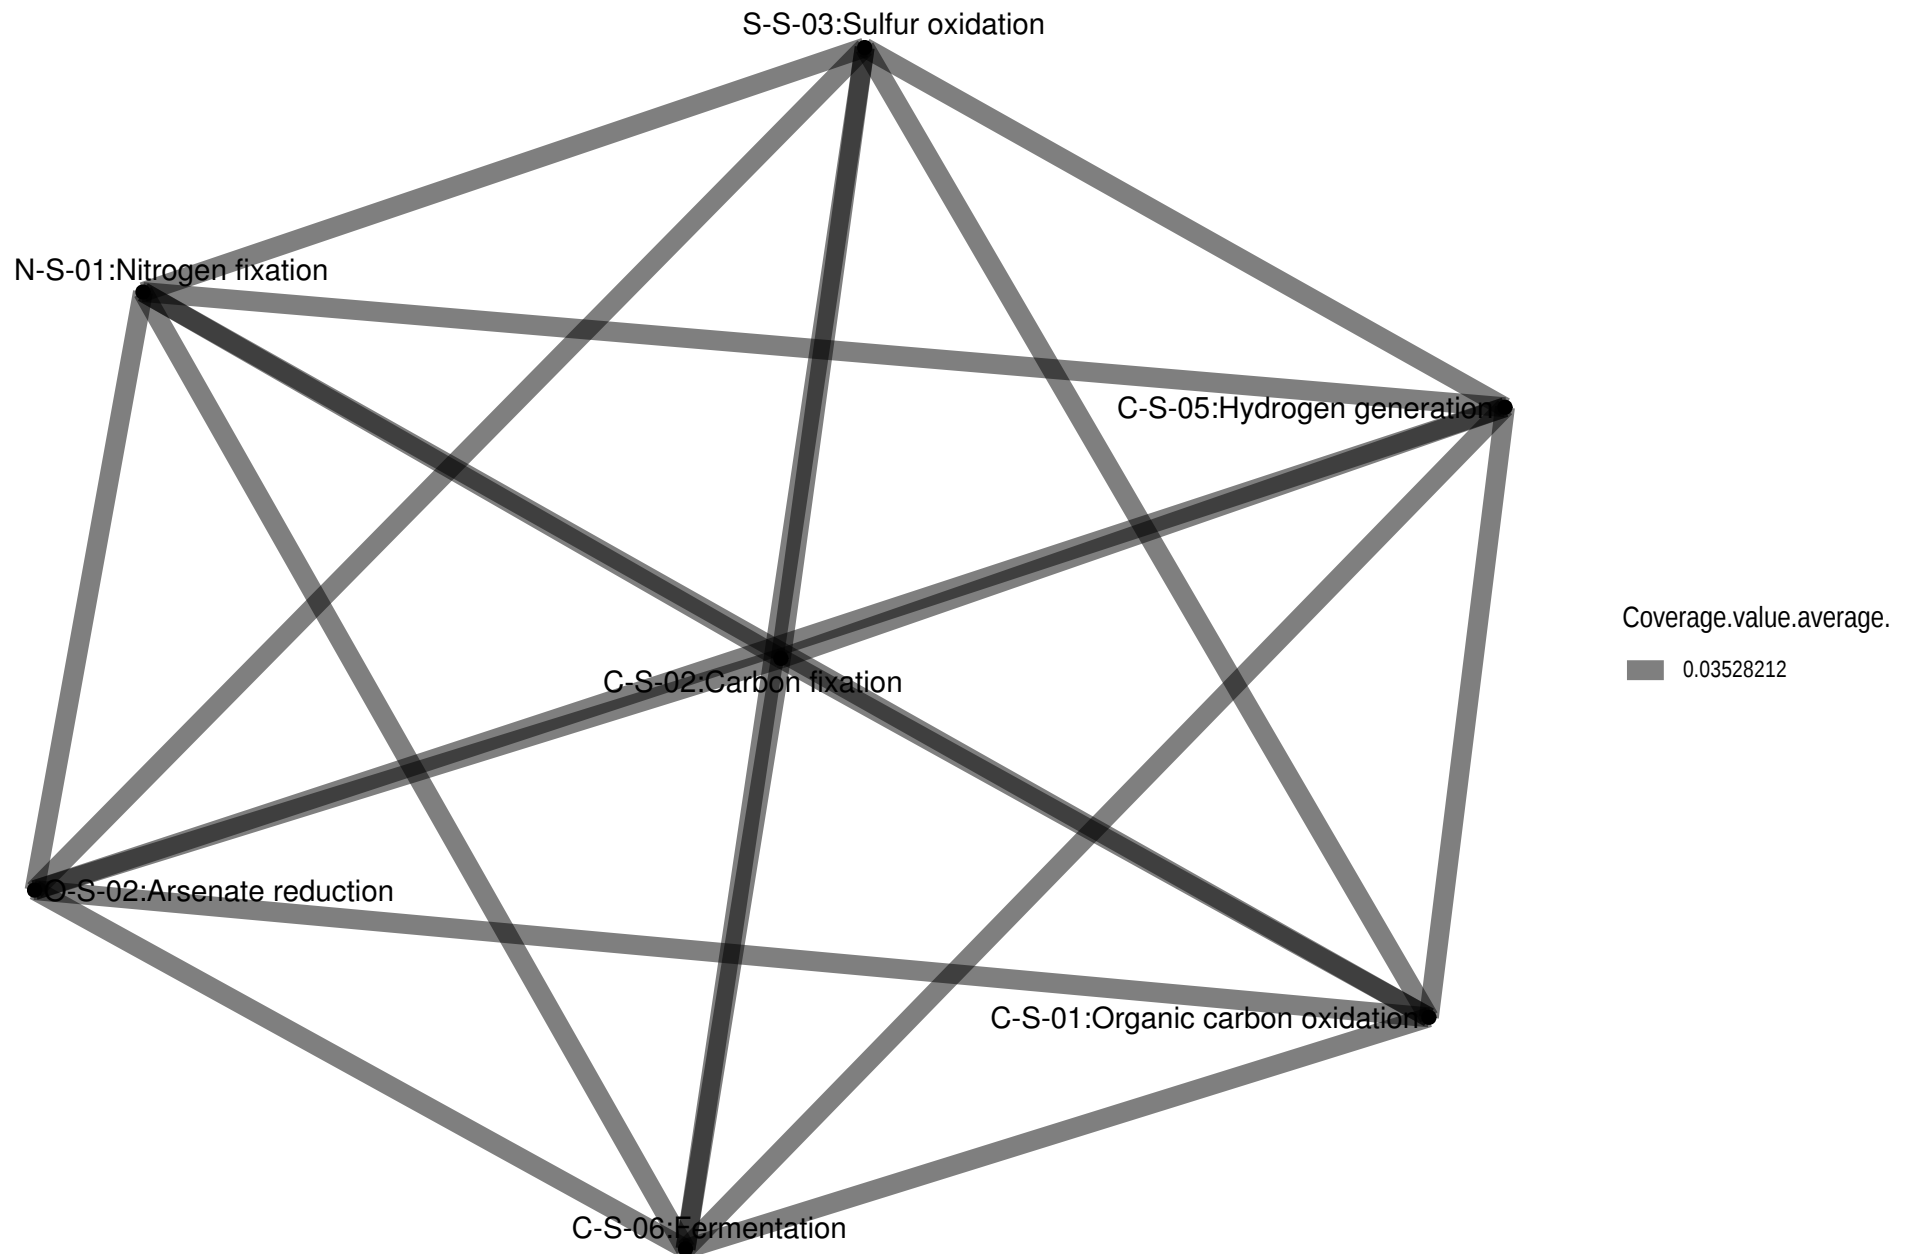 S-S-03:Sulfur oxidation
N-S-01:Nitrogen fixation
C-S-05:Hydrogen generation
Coverage.value.average.
0.03528212
C-S-02:Carbon fixation
O-S-02:Arsenate reduction
C-S-01:Organic carbon oxidation
C-S-06:Fermentation